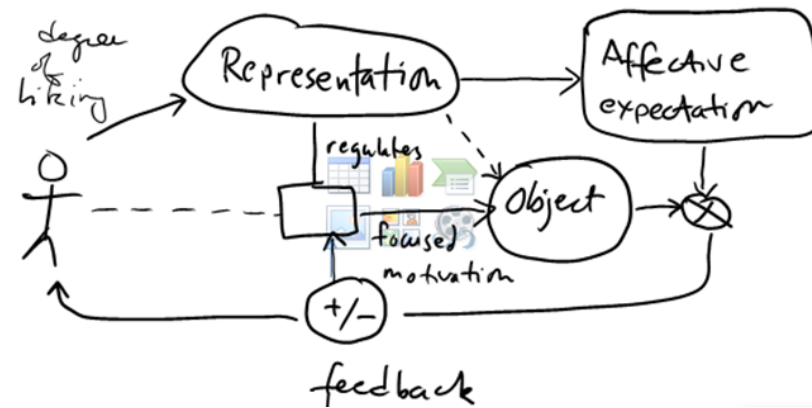 degree
of
liking
Representation
Affective
expectation
regulates
Object
focused
motivation
+/-
feedback